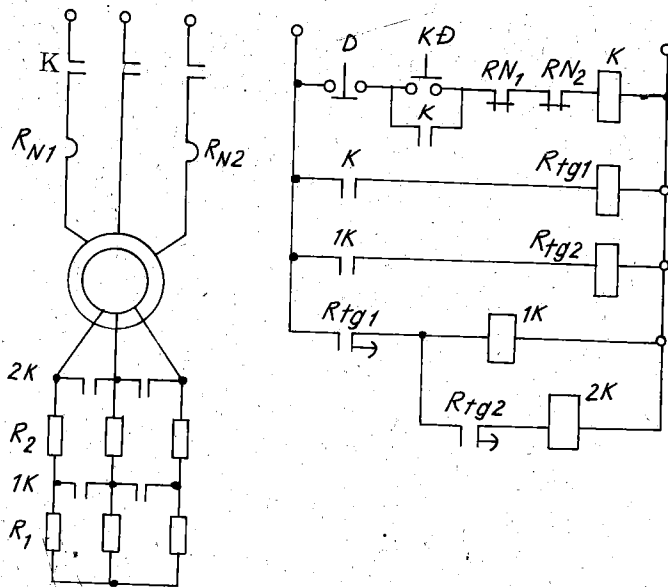 K
R_N1
R_N2
2K
R_2
1K
R_1
D
KĐ
RN_1
RN_2
K
K
K
R_tg1
1K
R_tg2
R_tg1
1K
R_tg2
2K